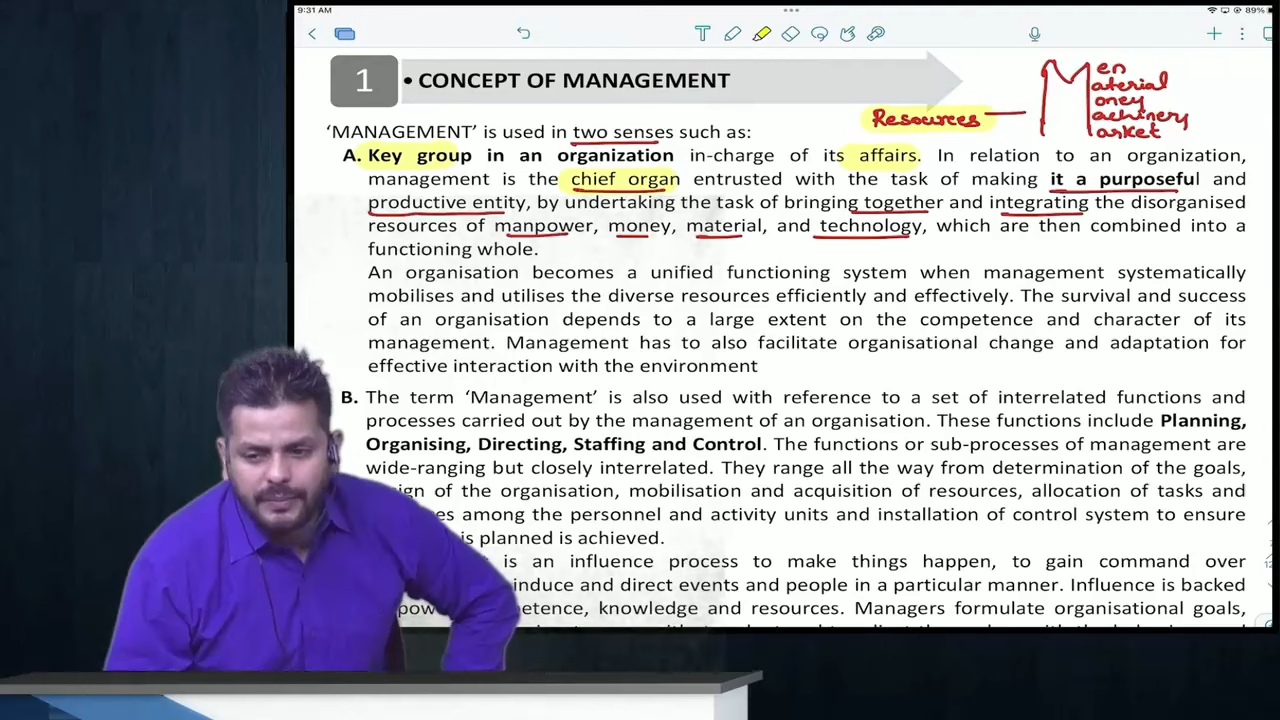 9:31 AM
89%
1
• CONCEPT OF MANAGEMENT
Men
Material
Money
Machinery
Market
Resources
‘MANAGEMENT’ is used in two senses such as:
A. Key group in an organization in-charge of its affairs. In relation to an organization,
management is the chief organ entrusted with the task of making it a purposeful and
productive entity, by undertaking the task of bringing together and integrating the disorganised
resources of manpower, money, material, and technology, which are then combined into a
functioning whole.
An organisation becomes a unified functioning system when management systematically
mobilises and utilises the diverse resources efficiently and effectively. The survival and success
of an organisation depends to a large extent on the competence and character of its
management. Management has to also facilitate organisational change and adaptation for
effective interaction with the environment
B. The term ‘Management’ is also used with reference to a set of interrelated functions and
processes carried out by the management of an organisation. These functions include Planning,
Organising, Directing, Staffing and Control. The functions or sub-processes of management are
wide-ranging but closely interrelated. They range all the way from determination of the goals,
of the organisation, mobilisation and acquisition of resources, allocation of tasks and
among the personnel and activity units and installation of control system to ensure
is planned is achieved.
is an influence process to make things happen, to gain command over
induce and direct events and people in a particular manner. Influence is backed
knowledge and resources. Managers formulate organisational goals,